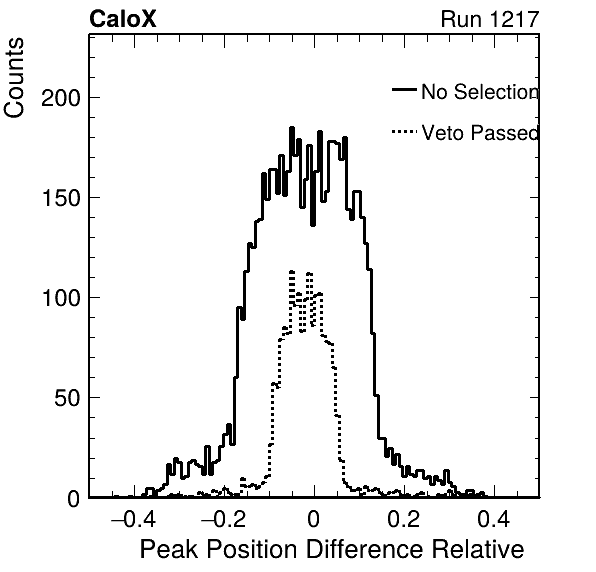 CaloX Run 1217
Counts
No Selection
Veto Passed
200
150
100
50
0
−0.4 −0.2 0 0.2 0.4
Peak Position Difference Relative